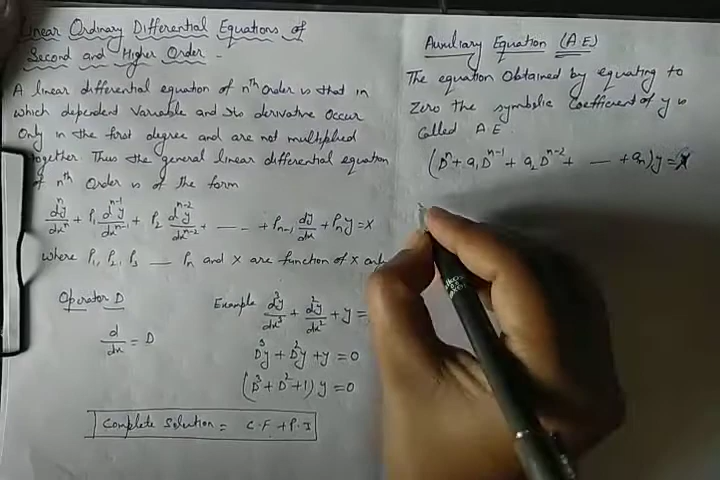 Linear Ordinary Differential Equations of
Second and Higher Order -
A linear differential equation of nth Order is that in
which dependent variable and its derivative occur
Only in the first degree and are not multiplied
together. Thus the general linear differential equation
of nth Order is of the form
dⁿy/dxⁿ + P₁ dⁿ⁻¹y/dxⁿ⁻¹ + P₂ dⁿ⁻²y/dxⁿ⁻² + --- + Pₙ₋₁ dy/dx + Pₙy = X
where P₁, P₂, P₃ --- Pₙ and X are function of X only
Operator D
d/dx = D
Example d³y/dx³ + d²y/dx² + y =
D³y + D²y + y = 0
(D³ + D² + 1) y = 0
Complete Solution = C.F + P.I
Auxiliary Equation (A E)
The equation Obtained by equating to
Zero the symbolic Coefficient of y is
Called A E.
(Dⁿ + a₁Dⁿ⁻¹ + a₂Dⁿ⁻² + --- + aₙ)y = X